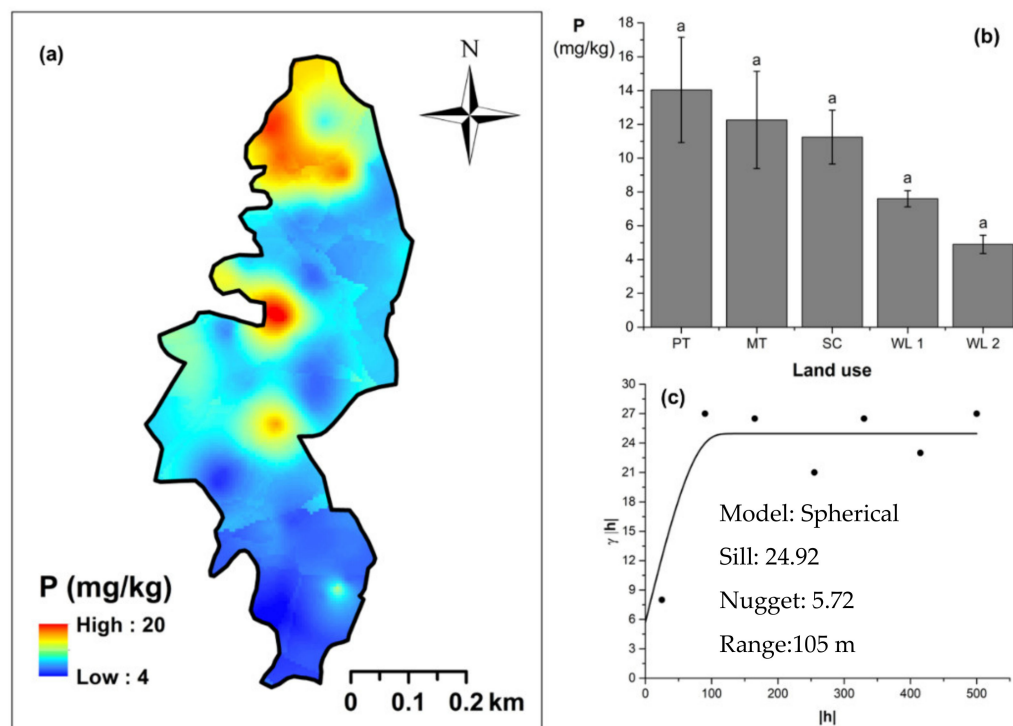 (a)
N
P (mg/kg)
High : 20
Low : 4
0 0.1 0.2 km
P
(mg/kg)
(b)
18
16
14
12
10
8
6
4
2
0
a
a
a
a
a
PT MT SC WL 1 WL 2
Land use
(c)
30
27
24
21
18
15
12
9
6
3
0
γ |h|
Model: Spherical
Sill: 24.92
Nugget: 5.72
Range:105 m
0 100 200 300 400 500
|h|